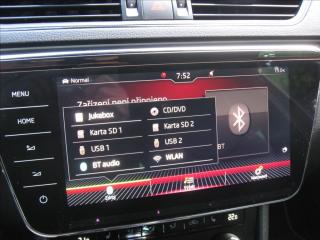 Normal
7:52
MENU
HOME
Zařízení není připojeno
Jukebox
CD/DVD
Karta SD 1
Karta SD 2
USB 1
USB 2
BT audio
WLAN
BT